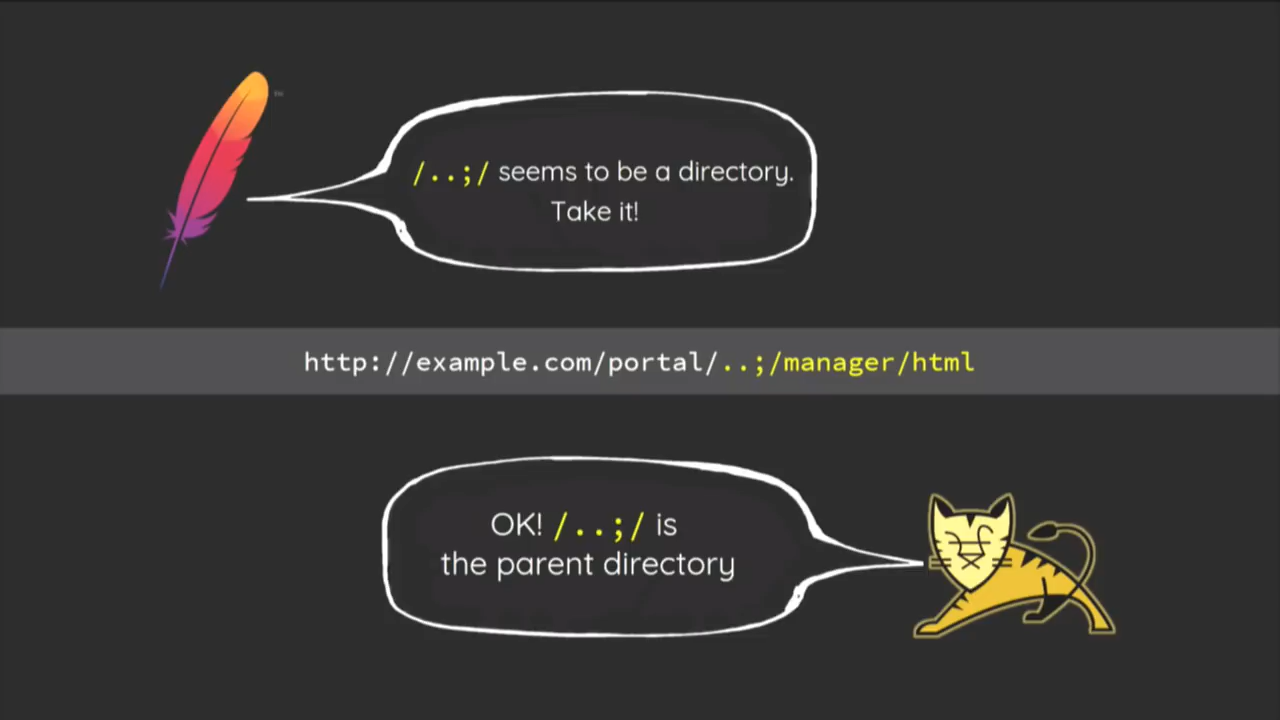 /..;/ seems to be a directory.
Take it!
http://example.com/portal/..;/manager/html
OK! /..;/ is
the parent directory